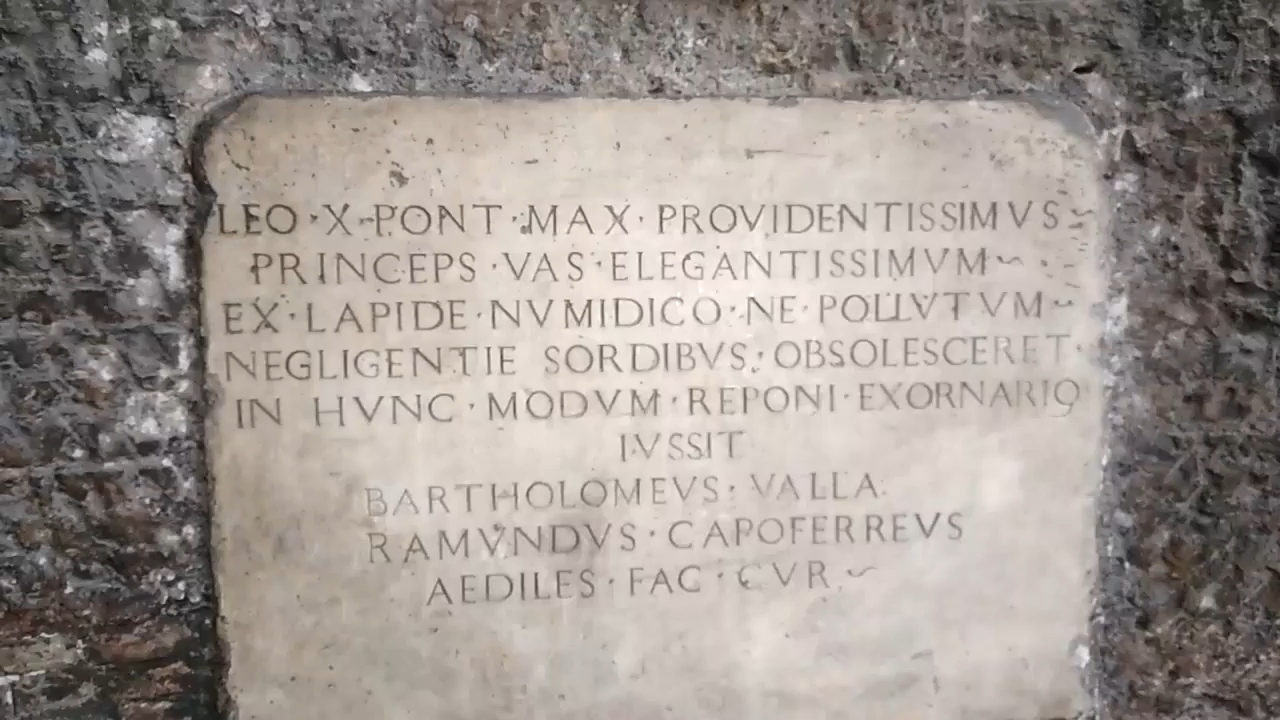 LEO · X · PONT · MAX · PROVIDENTISSIMVS
PRINCEPS · VAS · ELEGANTISSIMVM
EX · LAPIDE · NVMIDICO · NE · POLLVTVM
NEGLIGENTIE SORDIBVS · OBSOLESCERET ·
IN HVNC · MODVM · REPONI · EXORNARIQ
IVSSIT
BARTHOLOMEVS · VALLA ·
RAMVNDVS · CAPOFERREVS
AEDILES · FAC · CVR